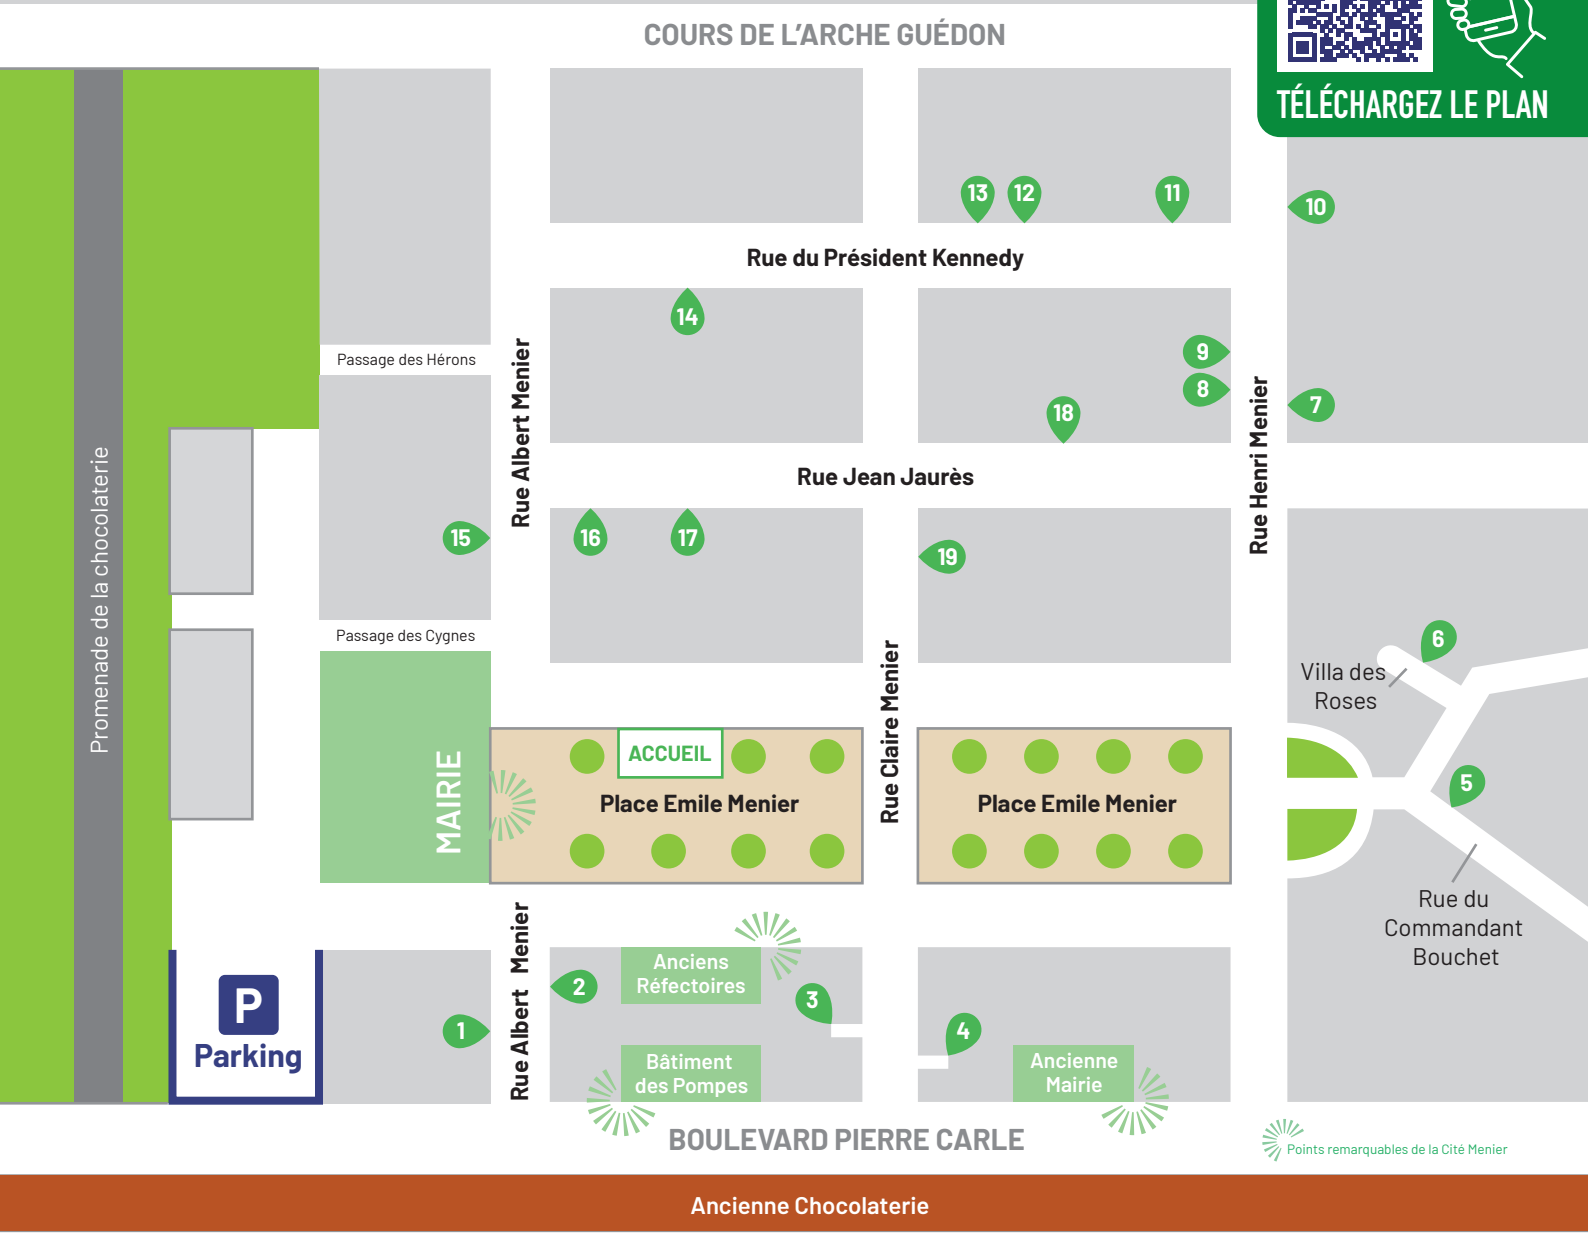 COURS DE L'ARCHE GUÉDON
TÉLÉCHARGEZ LE PLAN
13
12
11
10
Rue du Président Kennedy
14
9
8
7
18
Passage des Hérons
Rue Albert Menier
Rue Henri Menier
Rue Jean Jaurès
Promenade de la chocolaterie
15
16
17
19
Passage des Cygnes
6
Villa des
Roses
MAIRIE
ACCUEIL
Place Emile Menier
Rue Claire Menier
Place Emile Menier
5
Rue du
Commandant
Bouchet
P
Parking
1
Rue Albert Menier
2
Anciens
Réfectoires
3
4
Bâtiment
des Pompes
Ancienne
Mairie
BOULEVARD PIERRE CARLE
Points remarquables de la Cité Menier
Ancienne Chocolaterie